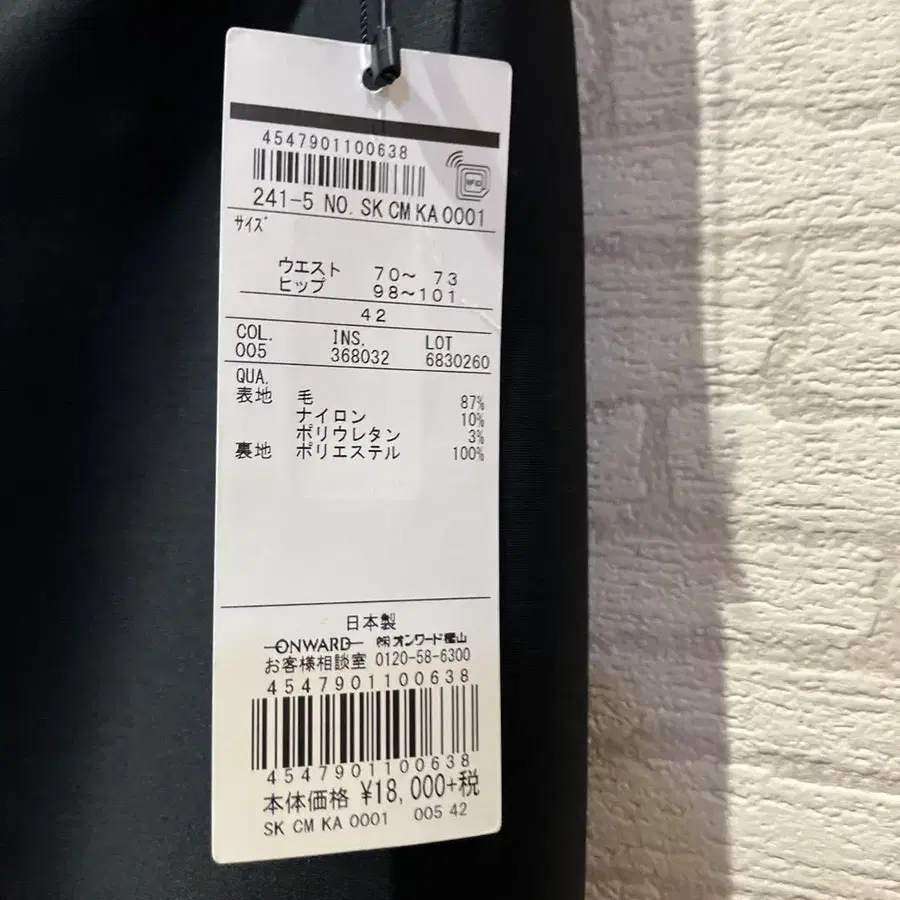 4547901100638
RFID
241-5 NO. SK CM KA 0001
サイズ
ウエスト 70～ 73
ヒップ 98～101
42
COL. INS. LOT
005 368032 6830260
QUA.
表地 毛 87%
ナイロン 10%
ポリウレタン 3%
裏地 ポリエステル 100%
日本製
ONWARD ㈱オンワード樫山
お客様相談室 0120-58-6300
4547901100638
4547901100638
本体価格 ¥18,000+税
SK CM KA 0001 005 42